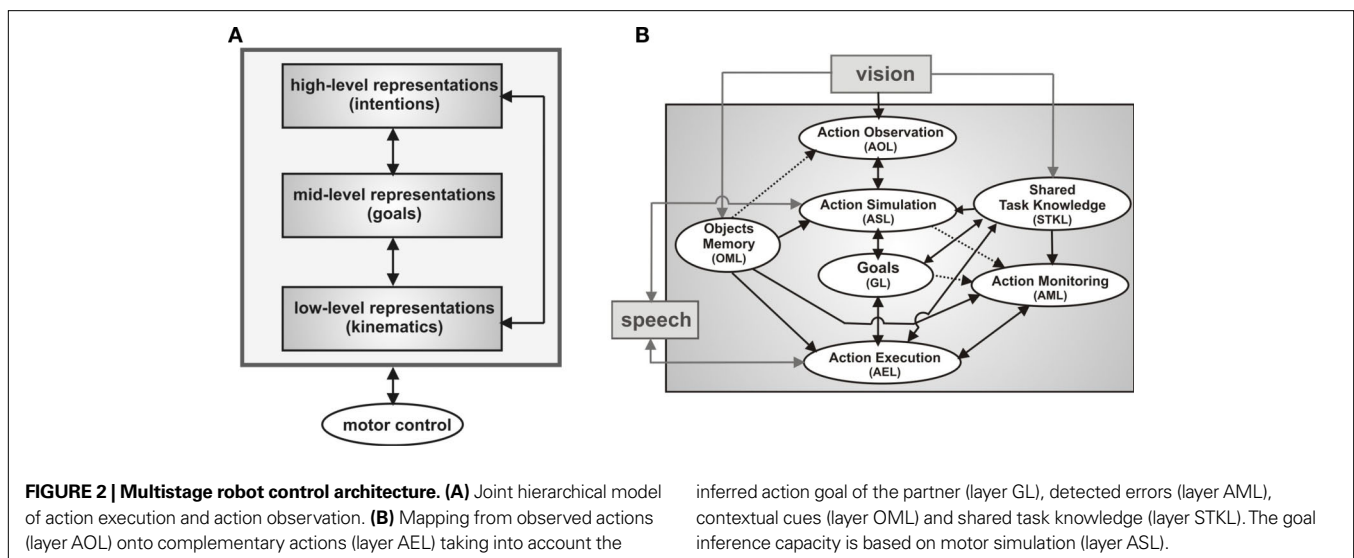 A
high-level representations
(intentions)
mid-level representations
(goals)
low-level representations
(kinematics)
motor control
B
vision
Action Observation
(AOL)
Action Simulation
(ASL)
Shared
Task Knowledge
(STKL)
Objects
Memory
(OML)
Goals
(GL)
Action Monitoring
(AML)
speech
Action Execution
(AEL)
FIGURE 2 | Multistage robot control architecture. (A) Joint hierarchical model
of action execution and action observation. (B) Mapping from observed actions
(layer AOL) onto complementary actions (layer AEL) taking into account the
inferred action goal of the partner (layer GL), detected errors (layer AML),
contextual cues (layer OML) and shared task knowledge (layer STKL). The goal
inference capacity is based on motor simulation (layer ASL).